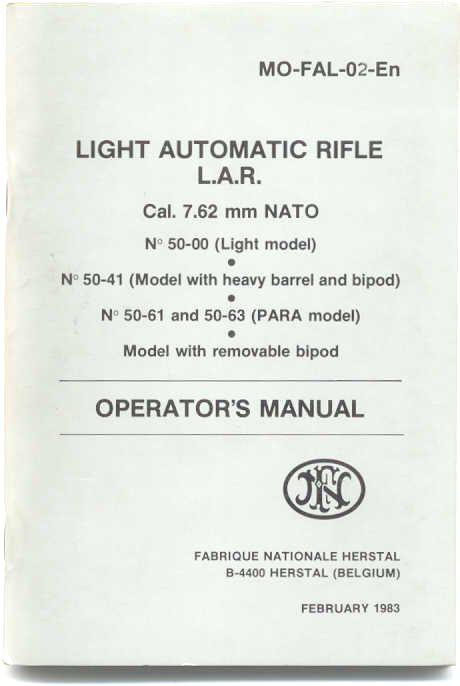 MO-FAL-02-En
LIGHT AUTOMATIC RIFLE
L.A.R.
Cal. 7.62 mm NATO
N° 50-00 (Light model)
•
N° 50-41 (Model with heavy barrel and bipod)
•
N° 50-61 and 50-63 (PARA model)
•
Model with removable bipod
OPERATOR'S MANUAL
FN
FABRIQUE NATIONALE HERSTAL
B-4400 HERSTAL (BELGIUM)
FEBRUARY 1983